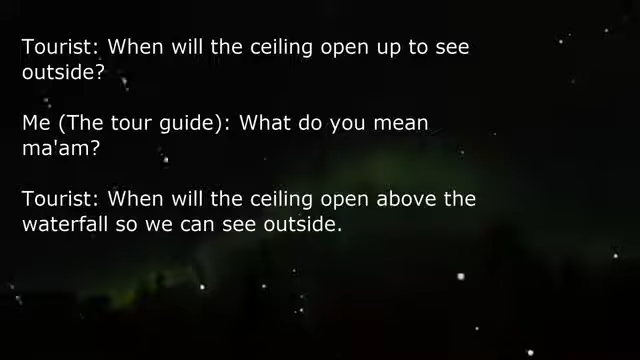 Tourist: When will the ceiling open up to see
outside?
Me (The tour guide): What do you mean
ma'am?
Tourist: When will the ceiling open above the
waterfall so we can see outside.